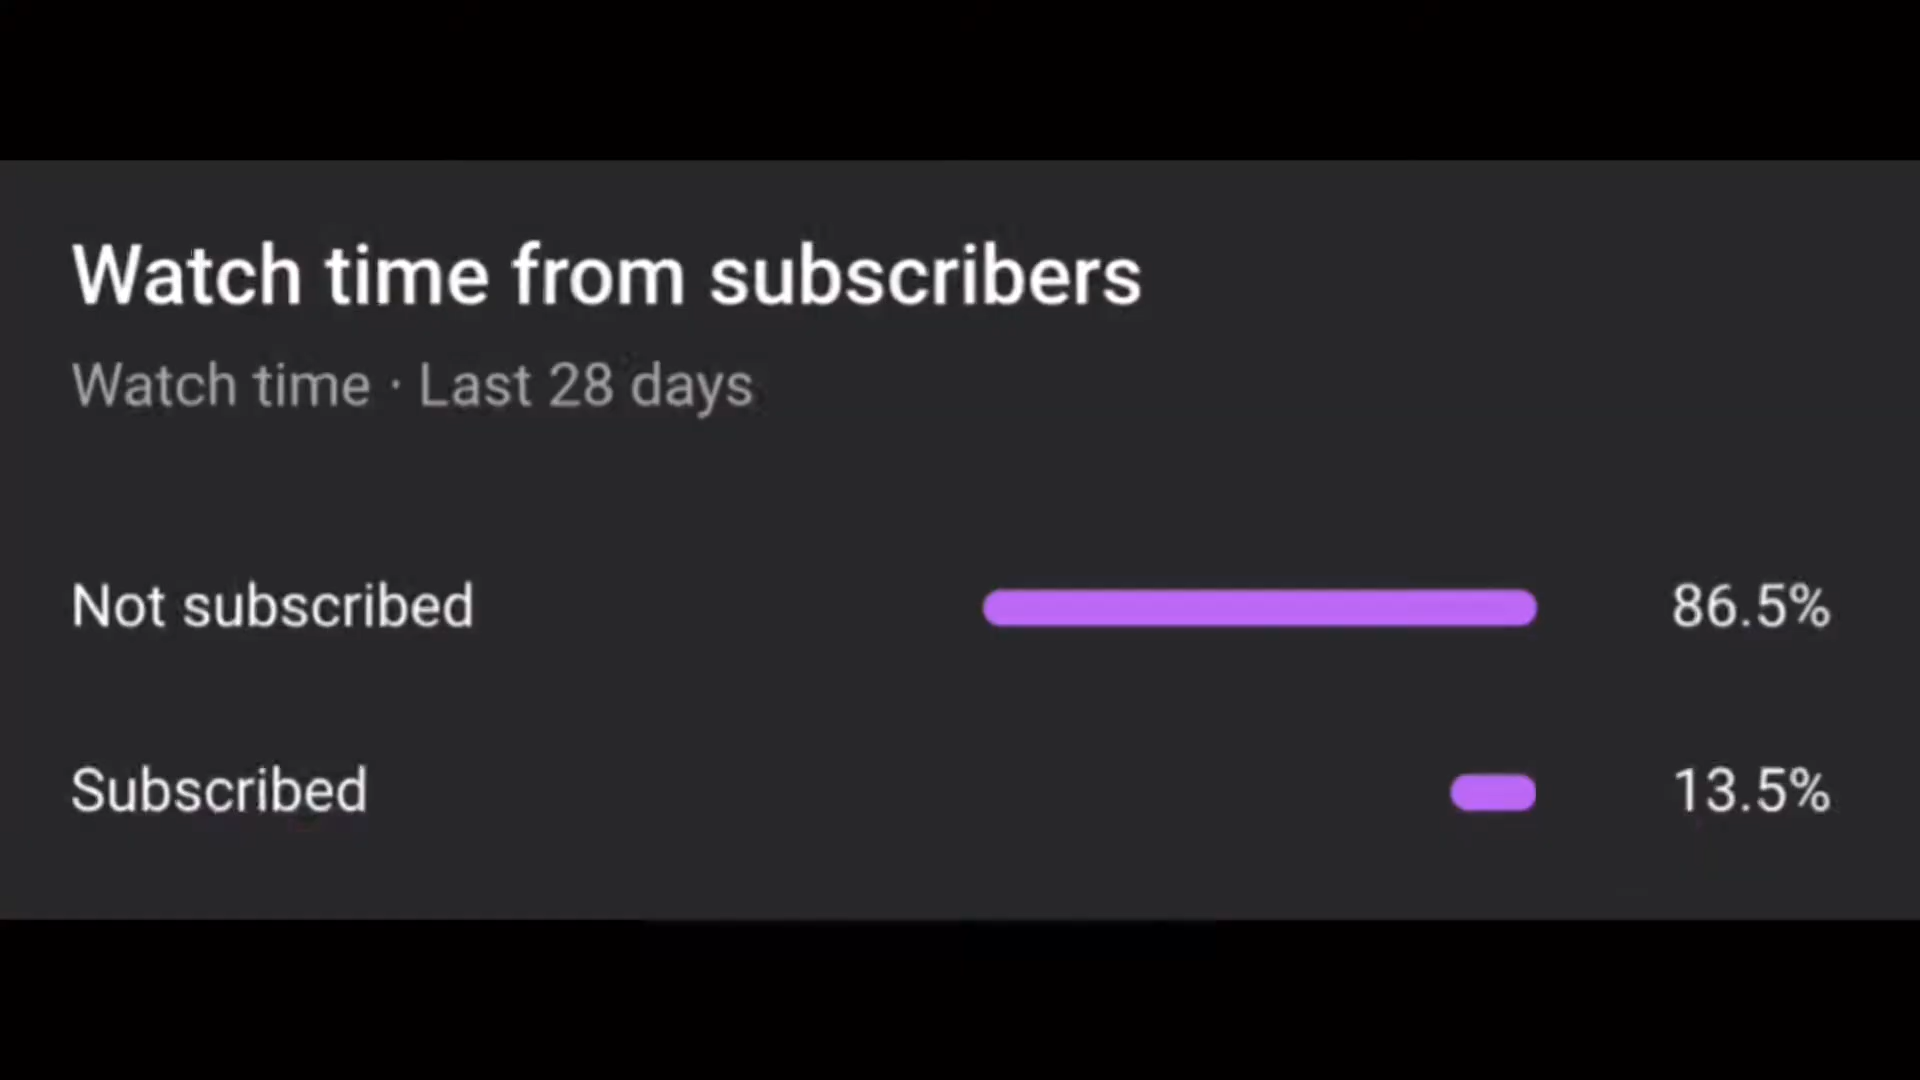 Watch time from subscribers
Watch time · Last 28 days
Not subscribed 86.5%
Subscribed 13.5%